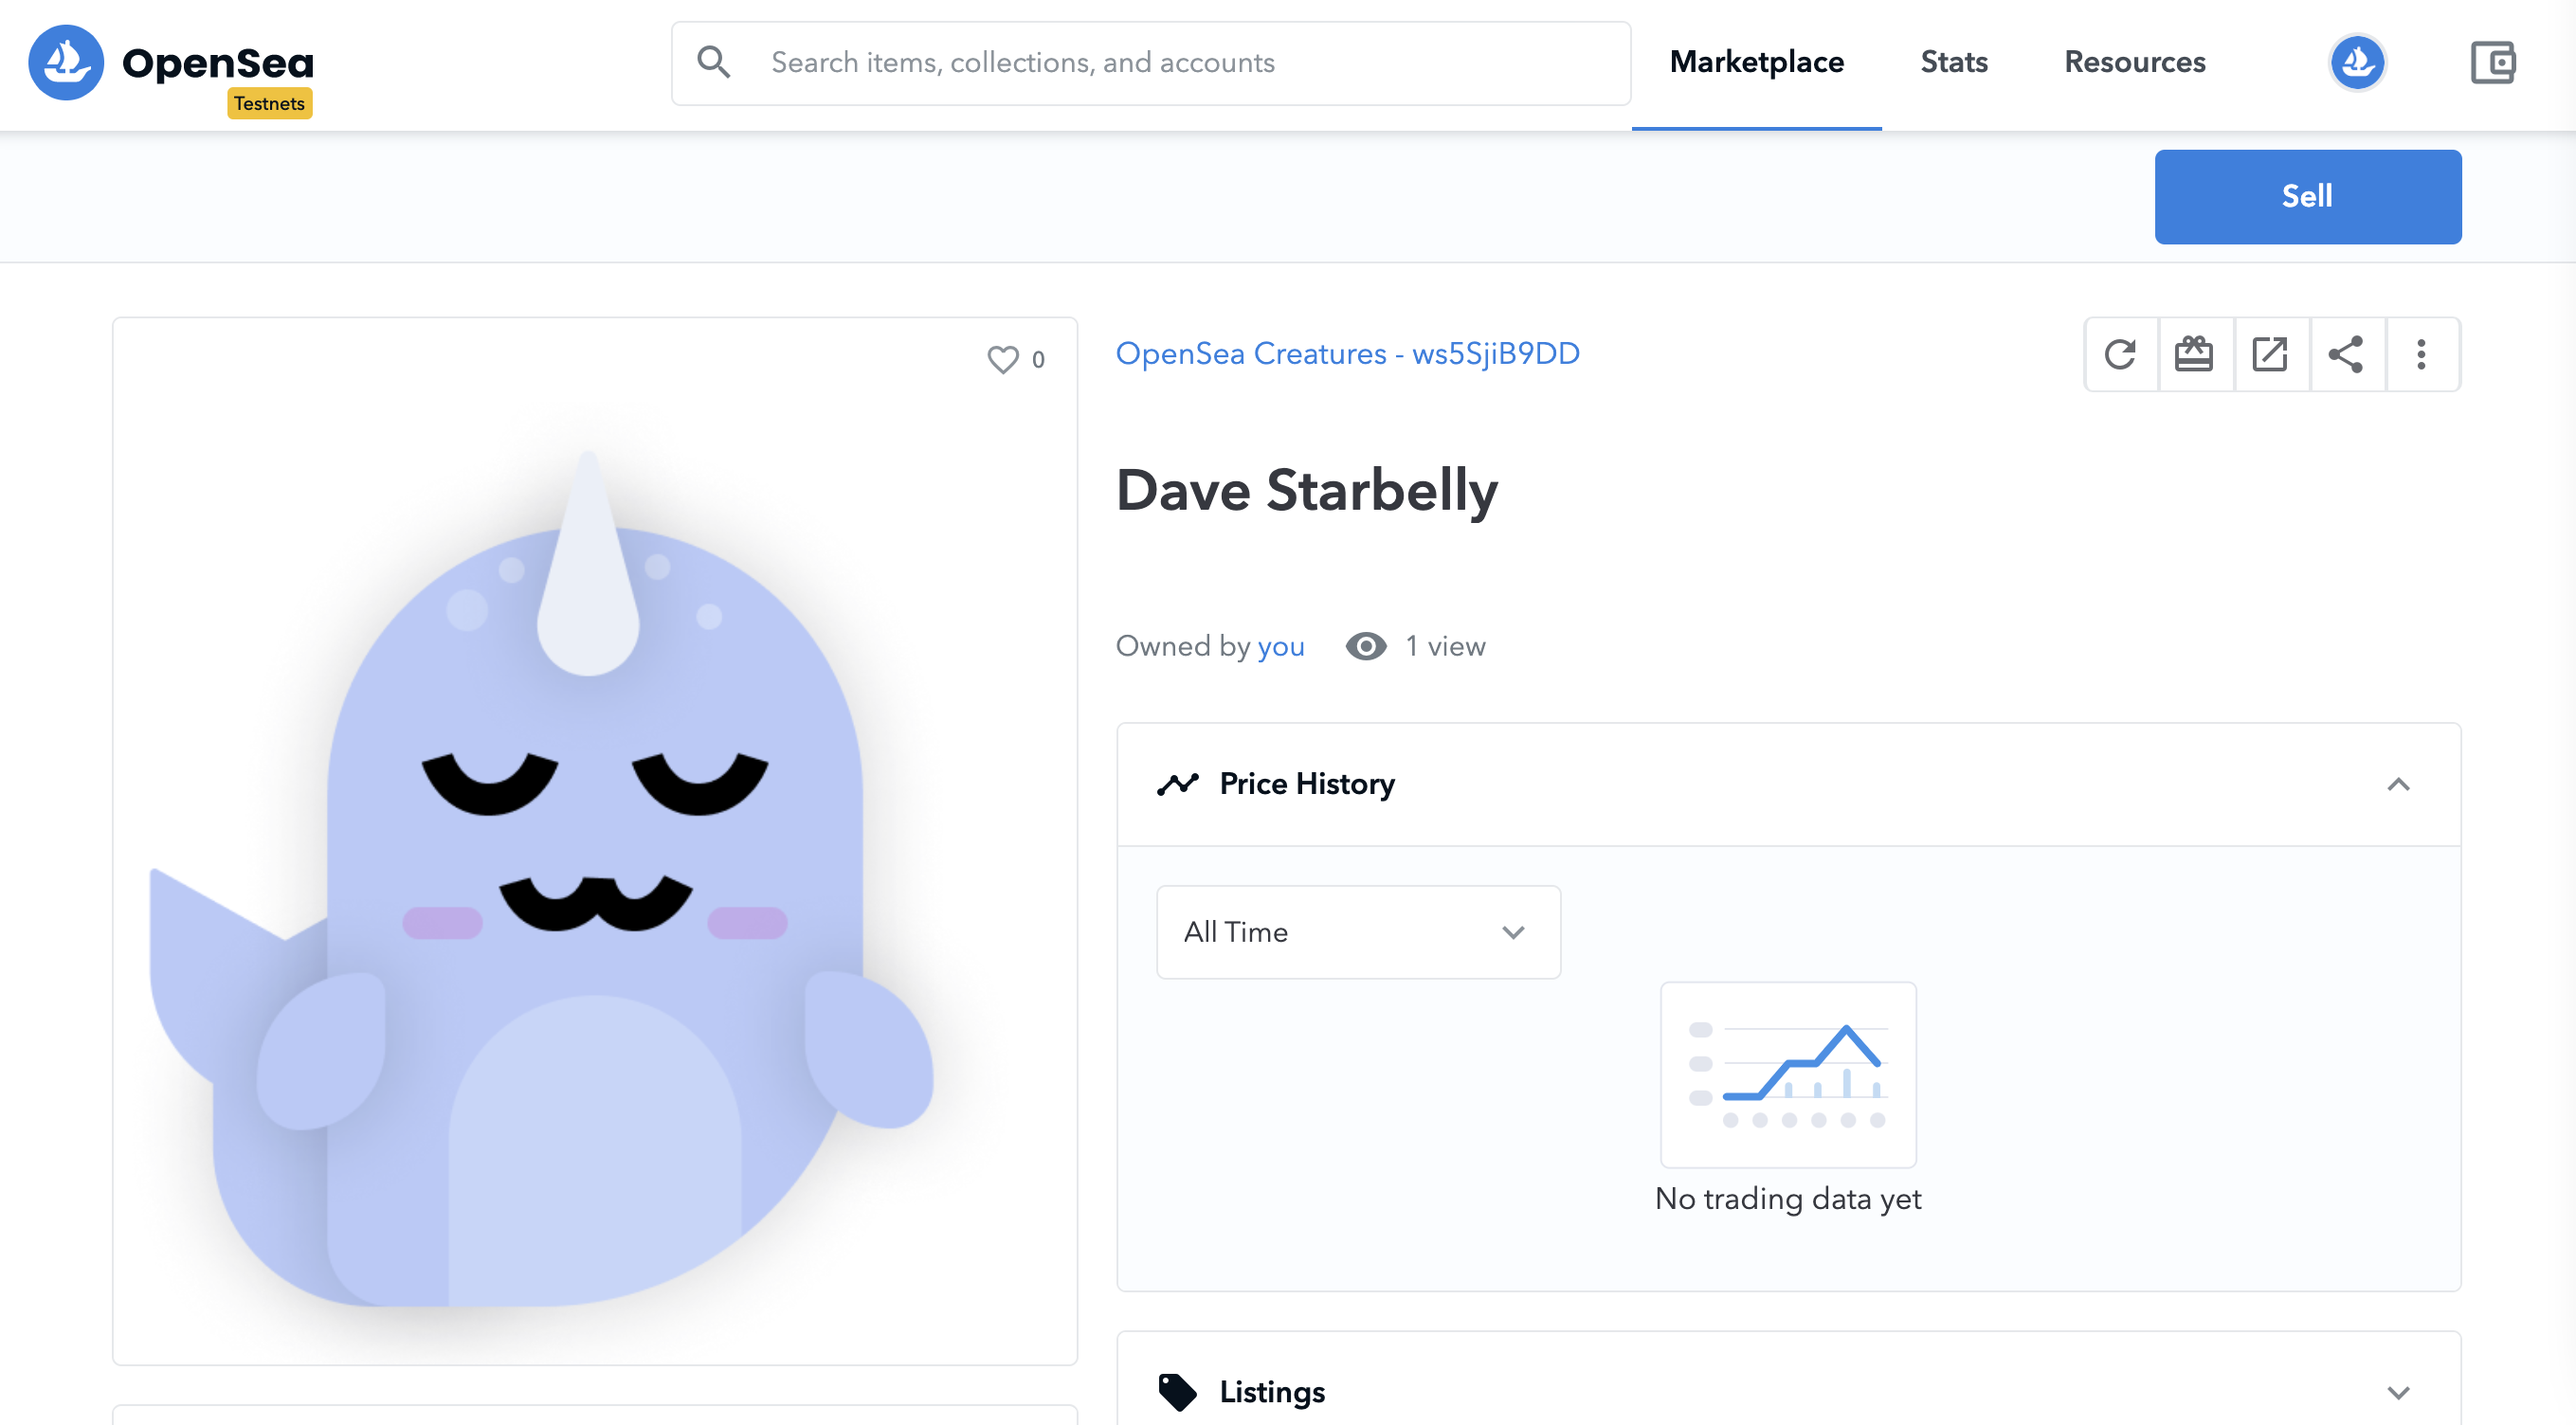 OpenSea
Testnets
Search items, collections, and accounts
Marketplace
Stats
Resources
Sell
0
OpenSea Creatures - ws5SjiB9DD
Dave Starbelly
Owned by you
1 view
Price History
All Time
No trading data yet
Listings